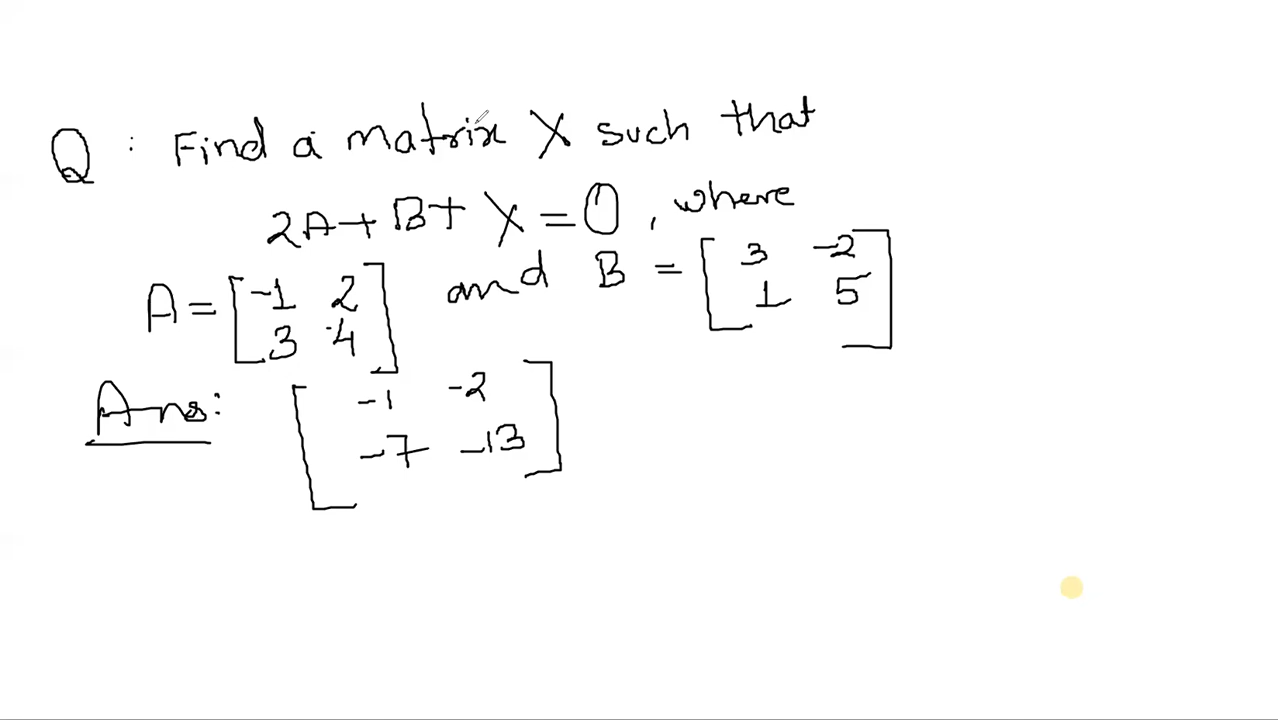 Q : Find a matrix X such that
2A + B + X = 0, where
A = [-1 2
3 4] and B = [3 -2
1 5]
Ans: [-1 -2
-7 -13]